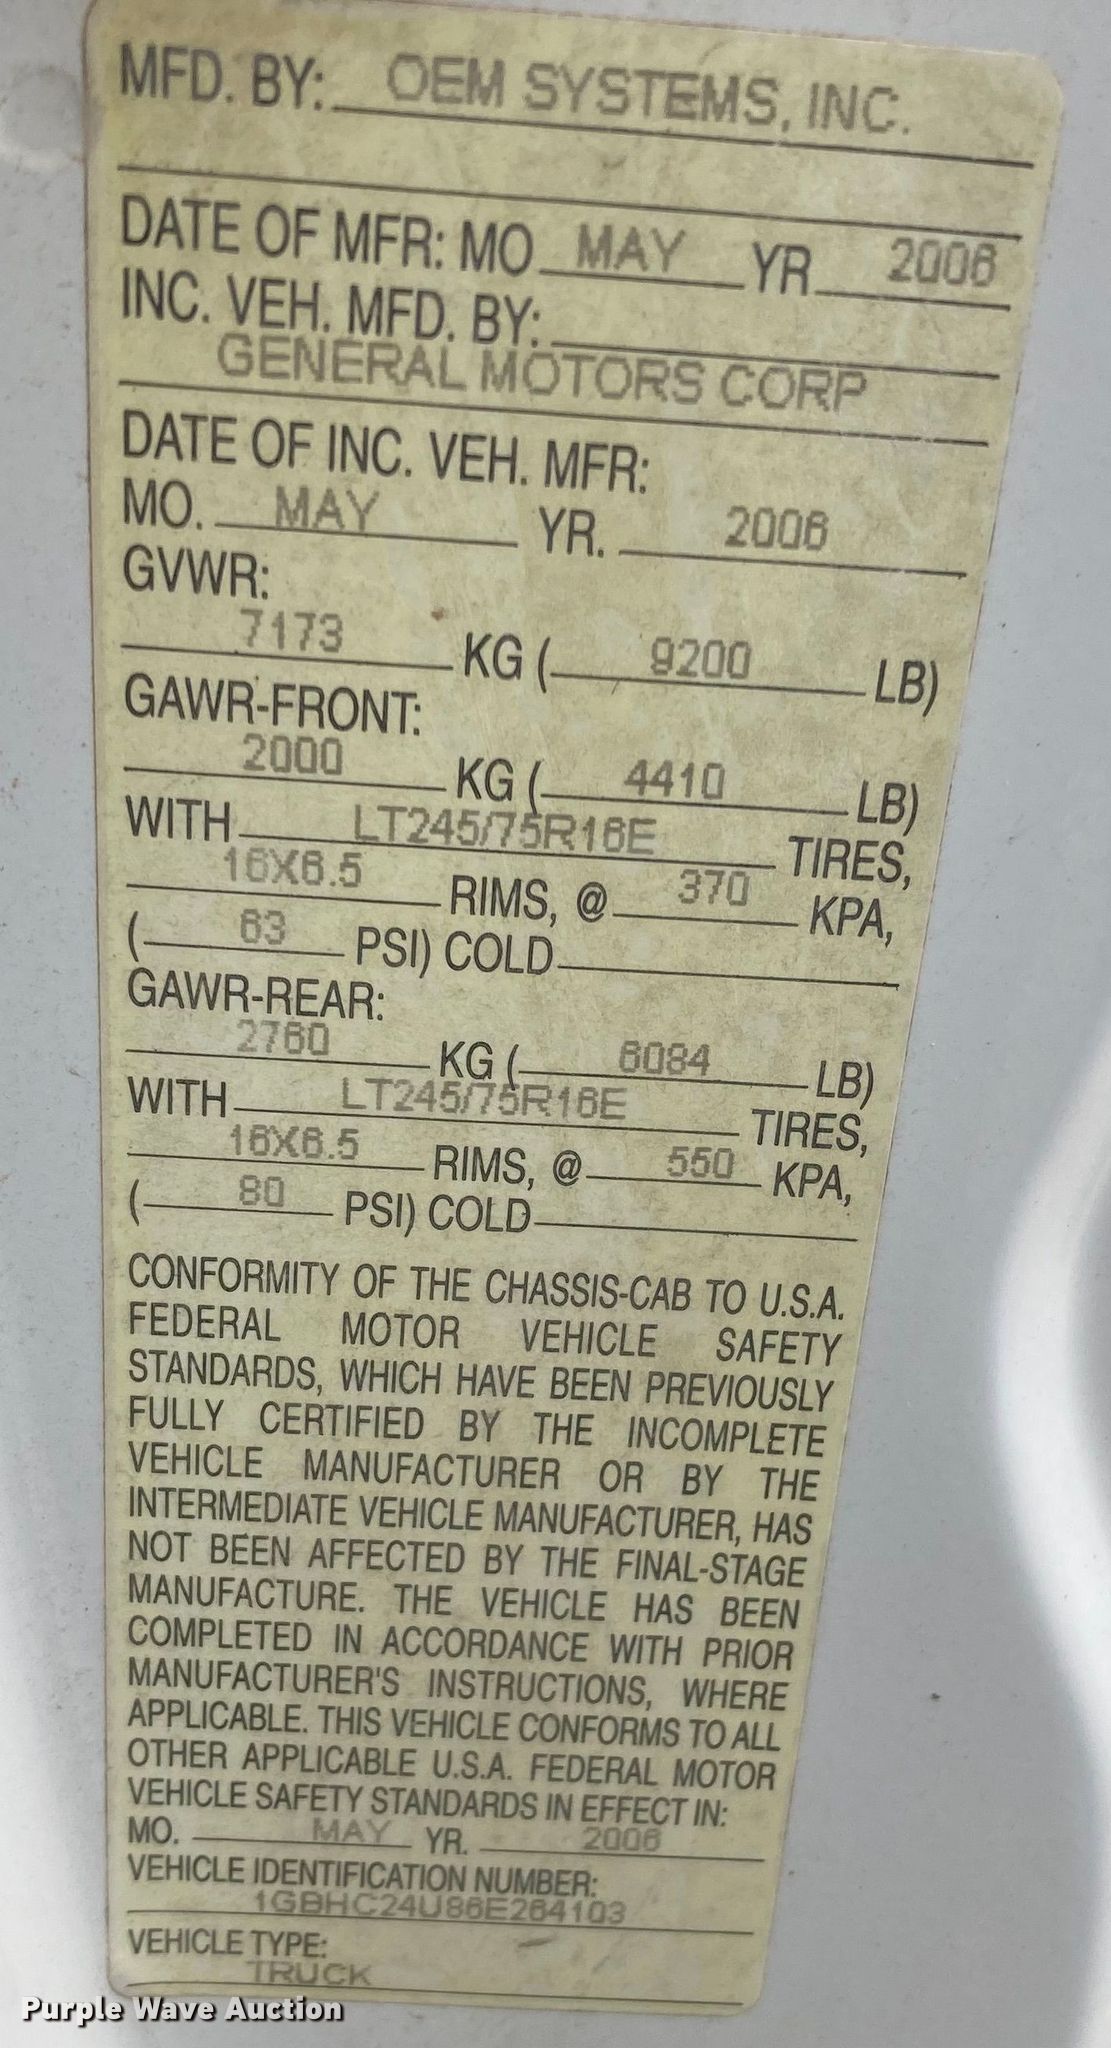 MFD. BY: OEM SYSTEMS, INC.
DATE OF MFR: MO MAY YR 2006
INC. VEH. MFD. BY:
GENERAL MOTORS CORP
DATE OF INC. VEH. MFR:
MO. MAY YR. 2006
GVWR:
7173 KG ( 9200 LB)
GAWR-FRONT:
2000 KG ( 4410 LB)
WITH LT245/75R16E TIRES,
16X6.5 RIMS, @ 370 KPA,
( 63 PSI) COLD
GAWR-REAR:
2760 KG ( 6084 LB)
WITH LT245/75R16E TIRES,
16X6.5 RIMS, @ 550 KPA,
( 80 PSI) COLD
CONFORMITY OF THE CHASSIS-CAB TO U.S.A.
FEDERAL MOTOR VEHICLE SAFETY
STANDARDS, WHICH HAVE BEEN PREVIOUSLY
FULLY CERTIFIED BY THE INCOMPLETE
VEHICLE MANUFACTURER OR BY THE
INTERMEDIATE VEHICLE MANUFACTURER, HAS
NOT BEEN AFFECTED BY THE FINAL-STAGE
MANUFACTURE. THE VEHICLE HAS BEEN
COMPLETED IN ACCORDANCE WITH PRIOR
MANUFACTURER'S INSTRUCTIONS, WHERE
APPLICABLE. THIS VEHICLE CONFORMS TO ALL
OTHER APPLICABLE U.S.A. FEDERAL MOTOR
VEHICLE SAFETY STANDARDS IN EFFECT IN:
MO. MAY YR. 2006
VEHICLE IDENTIFICATION NUMBER:
1GBHC24U86E264103
VEHICLE TYPE:
TRUCK
Purple Wave Auction